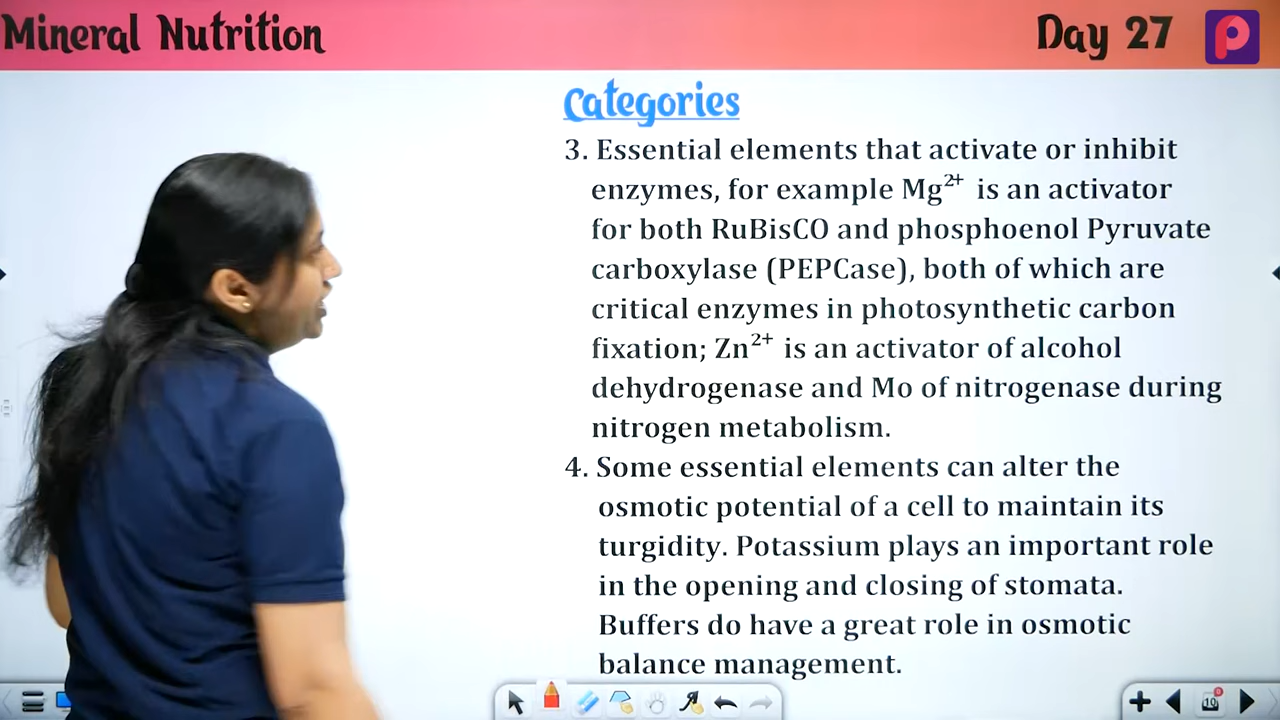 Mineral Nutrition
Day 27
Categories
3. Essential elements that activate or inhibit
enzymes, for example Mg²⁺ is an activator
for both RuBisCO and phosphoenol Pyruvate
carboxylase (PEPCase), both of which are
critical enzymes in photosynthetic carbon
fixation; Zn²⁺ is an activator of alcohol
dehydrogenase and Mo of nitrogenase during
nitrogen metabolism.
4. Some essential elements can alter the
osmotic potential of a cell to maintain its
turgidity. Potassium plays an important role
in the opening and closing of stomata.
Buffers do have a great role in osmotic
balance management.
10